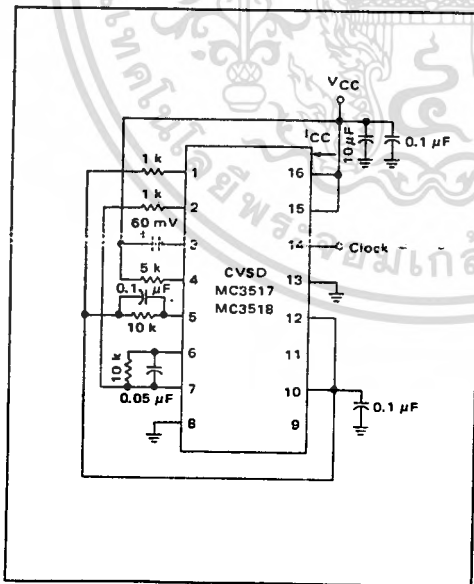 VCC
ICC
10 µF
0.1 µF
1 k
1
16
1 k
2
15
60 mV
+
3
14
Clock
5 k
4
13
0.1 µF
CVSD
MC3517
MC3518
5
12
10 k
6
11
10 k
7
10
0.05 µF
0.1 µF
8
9